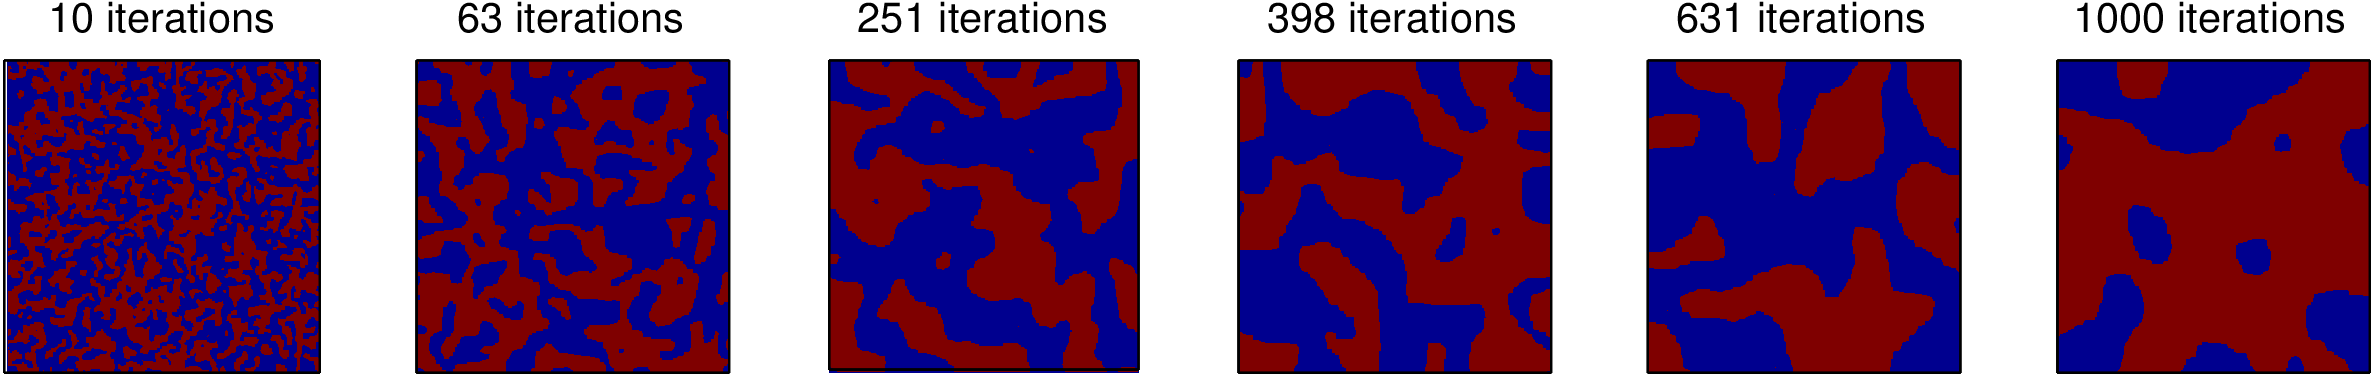 10 iterations
63 iterations
251 iterations
398 iterations
631 iterations
1000 iterations